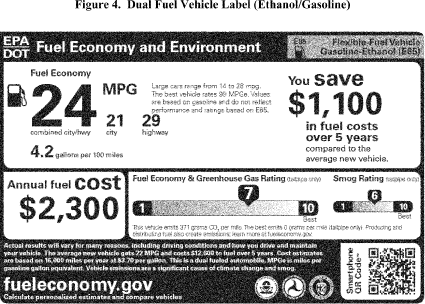 Figure 4. Dual Fuel Vehicle Label (Ethanol/Gasoline)
EPA
DOT
Fuel Economy and Environment
E85
Flexible-Fuel Vehicle
Gasoline-Ethanol (E85)
Fuel Economy
24
MPG
21
29
combined city/hwy
city
highway
4.2 gallons per 100 miles
Large cars range from 14 to 28 mpg.
The best vehicle rates 99 MPGe. Values
are based on gasoline and do not reflect
performance and ratings based on E85.
You save
$1,100
in fuel costs
over 5 years
compared to the
average new vehicle.
Annual fuel cost
$2,300
Fuel Economy & Greenhouse Gas Rating (tailpipe only)
Smog Rating (tailpipe only)
7
1
10
Best
6
1
10
Best
This vehicle emits 371 grams CO2 per mile. The best emits 0 grams per mile (tailpipe only). Producing and
distributing fuel also create emissions; learn more at fueleconomy.gov.
Actual results will vary for many reasons, including driving conditions and how you drive and maintain
your vehicle. The average new vehicle gets 22 MPG and costs $12,600 to fuel over 5 years. Cost estimates
are based on 15,000 miles per year at $3.70 per gallon. This is a dual fueled automobile. MPGe is miles per
gasoline gallon equivalent. Vehicle emissions are a significant cause of climate change and smog.
fueleconomy.gov
Calculate personalized estimates and compare vehicles
Smartphone
QR Code™